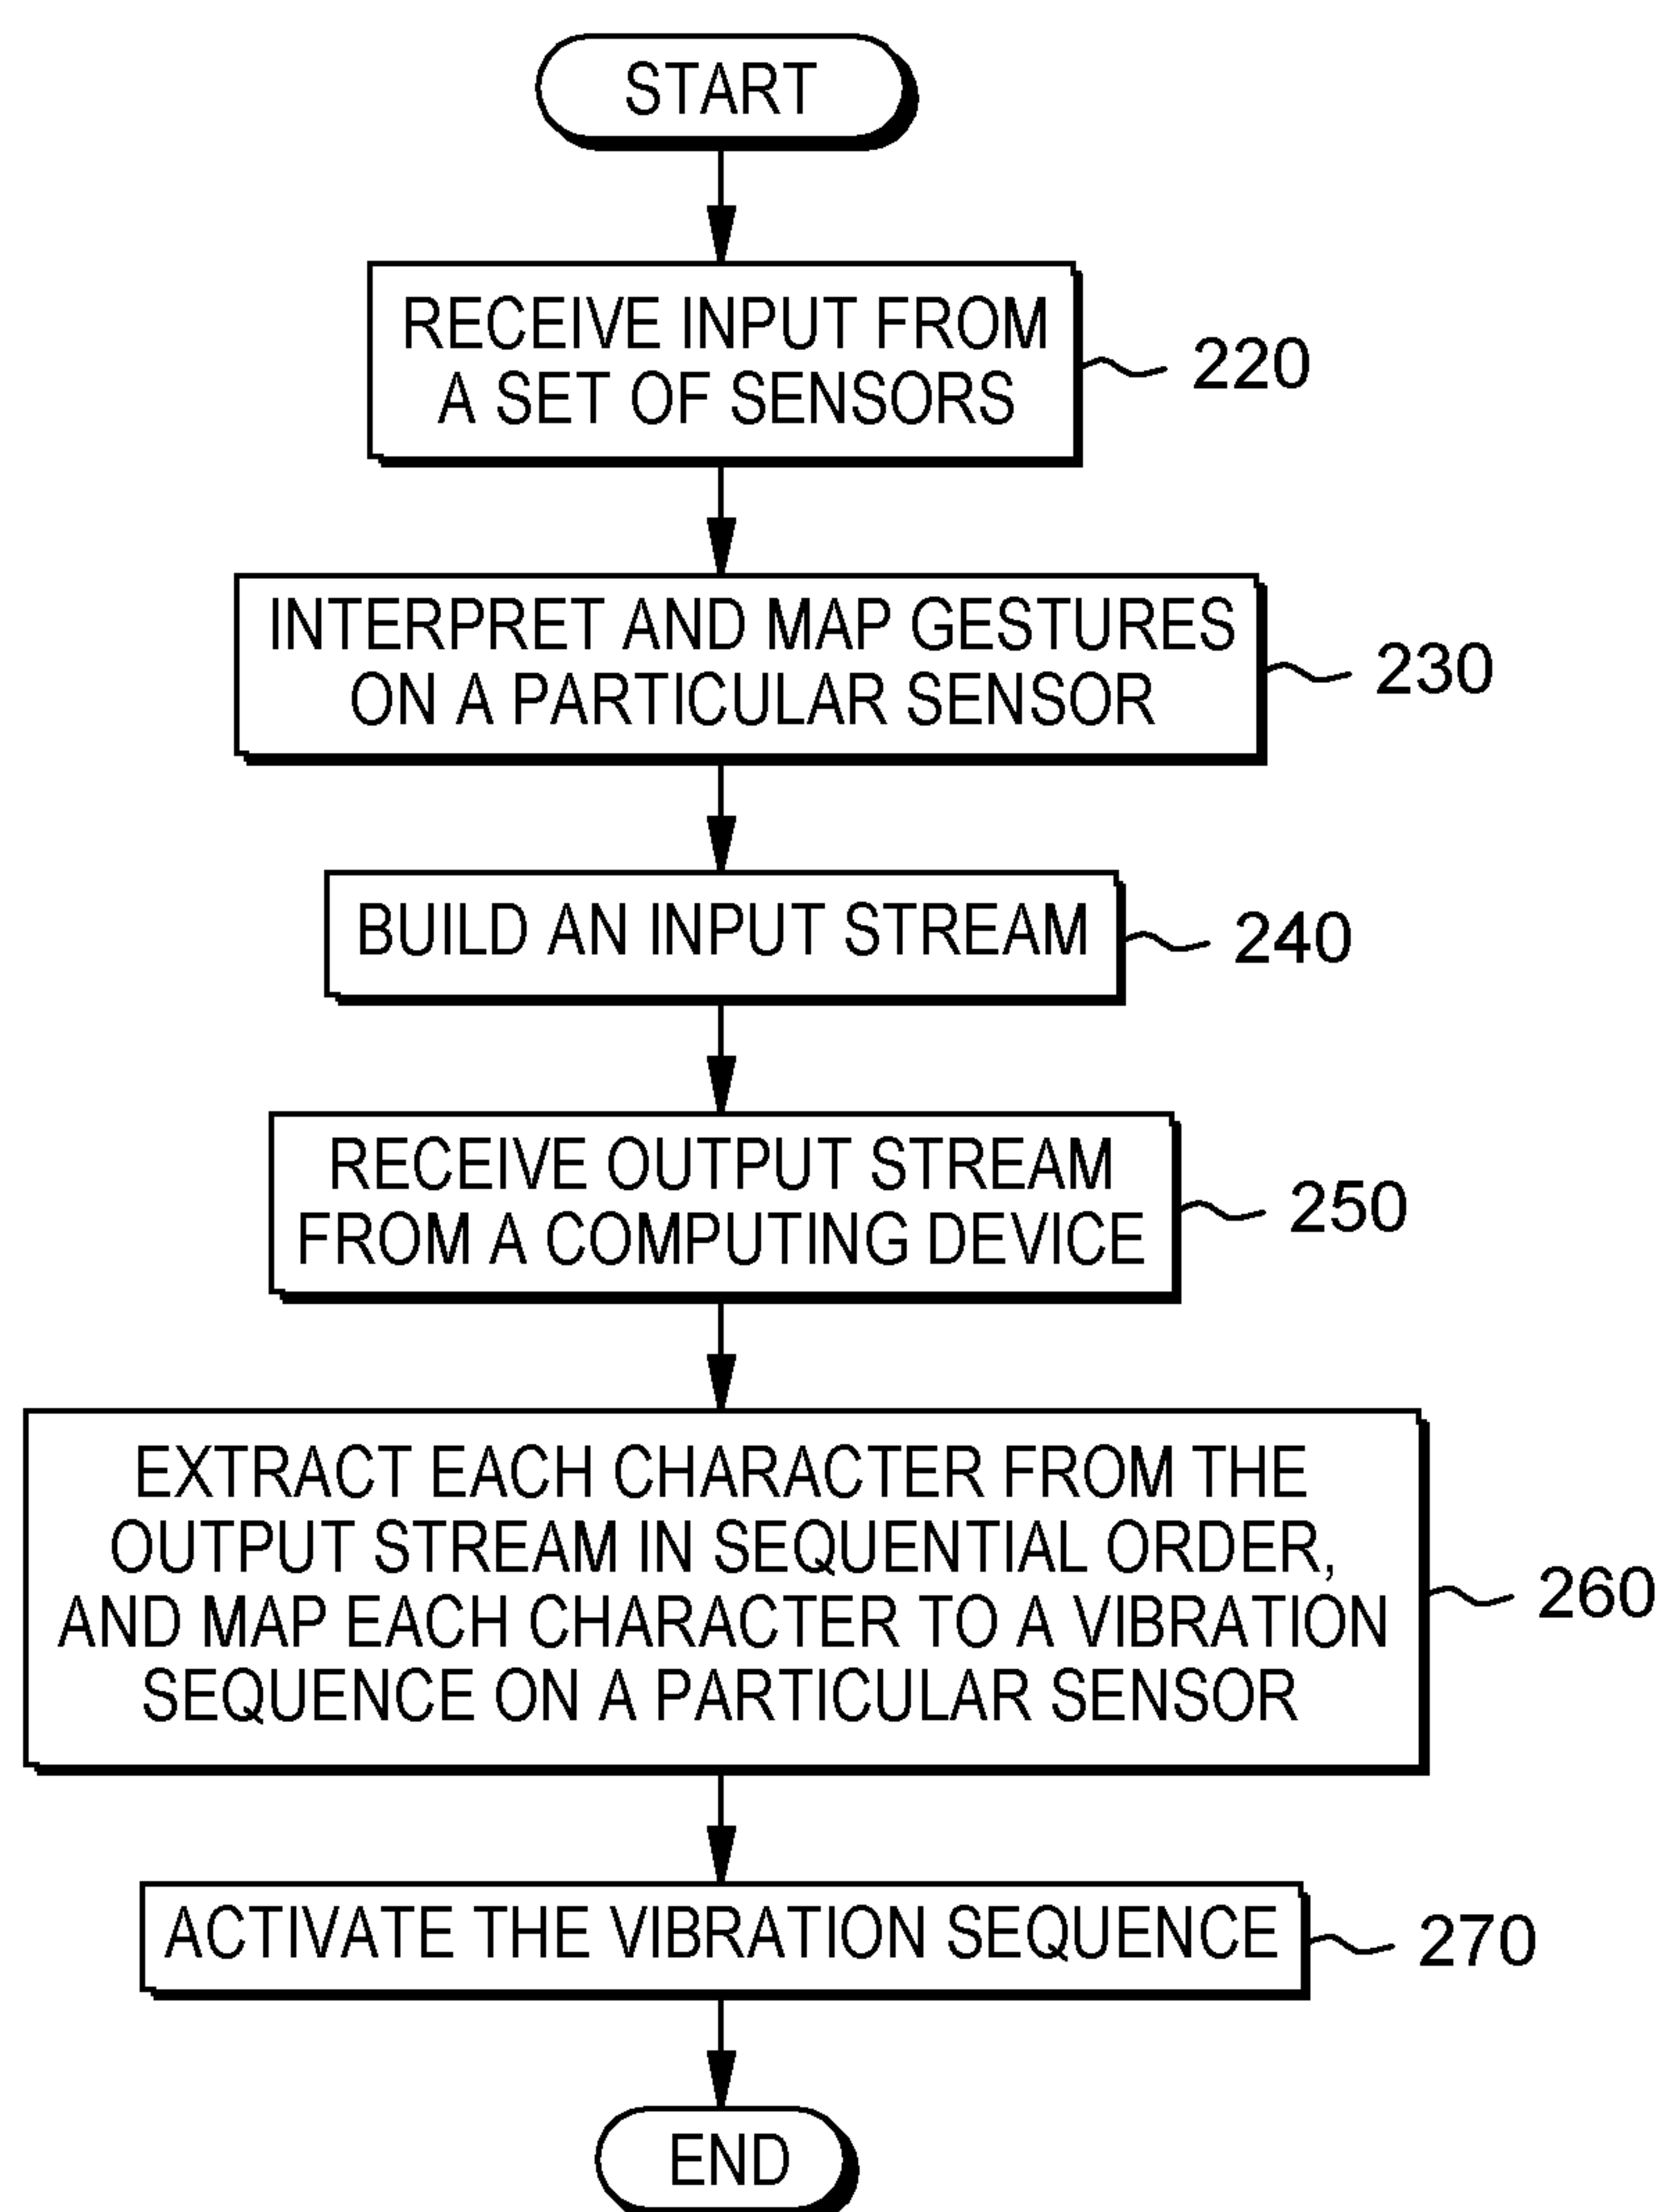 START
RECEIVE INPUT FROM
A SET OF SENSORS
220
INTERPRET AND MAP GESTURES
ON A PARTICULAR SENSOR
230
BUILD AN INPUT STREAM
240
RECEIVE OUTPUT STREAM
FROM A COMPUTING DEVICE
250
EXTRACT EACH CHARACTER FROM THE
OUTPUT STREAM IN SEQUENTIAL ORDER,
AND MAP EACH CHARACTER TO A VIBRATION
SEQUENCE ON A PARTICULAR SENSOR
260
ACTIVATE THE VIBRATION SEQUENCE
270
END